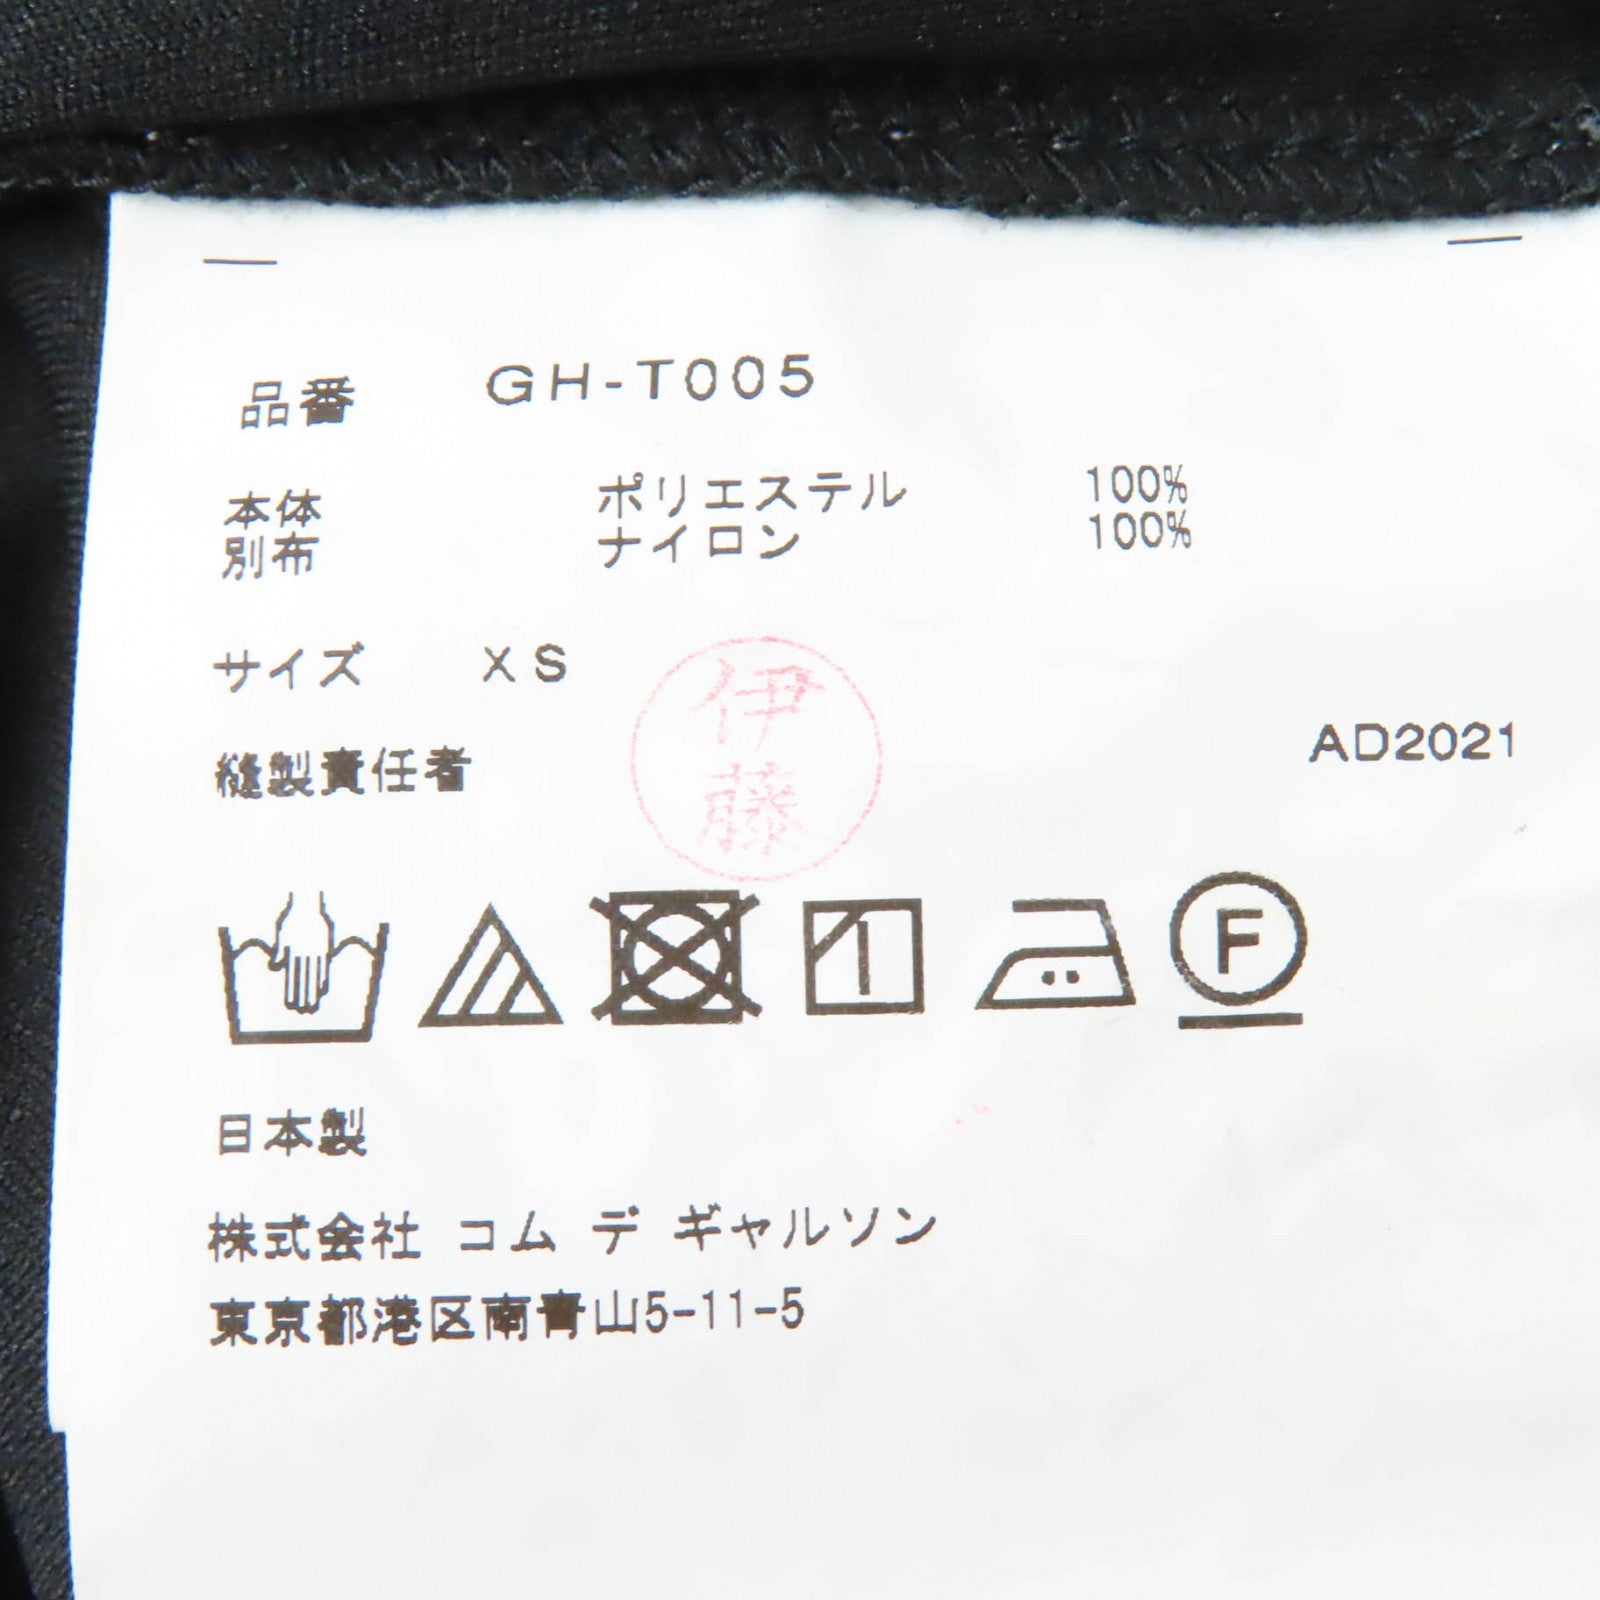 品番 GH-T005
本体 ポリエステル 100%
別布 ナイロン 100%
サイズ XS
伊藤
AD2021
縫製責任者
F
日本製
株式会社 コム デ ギャルソン
東京都港区南青山5-11-5